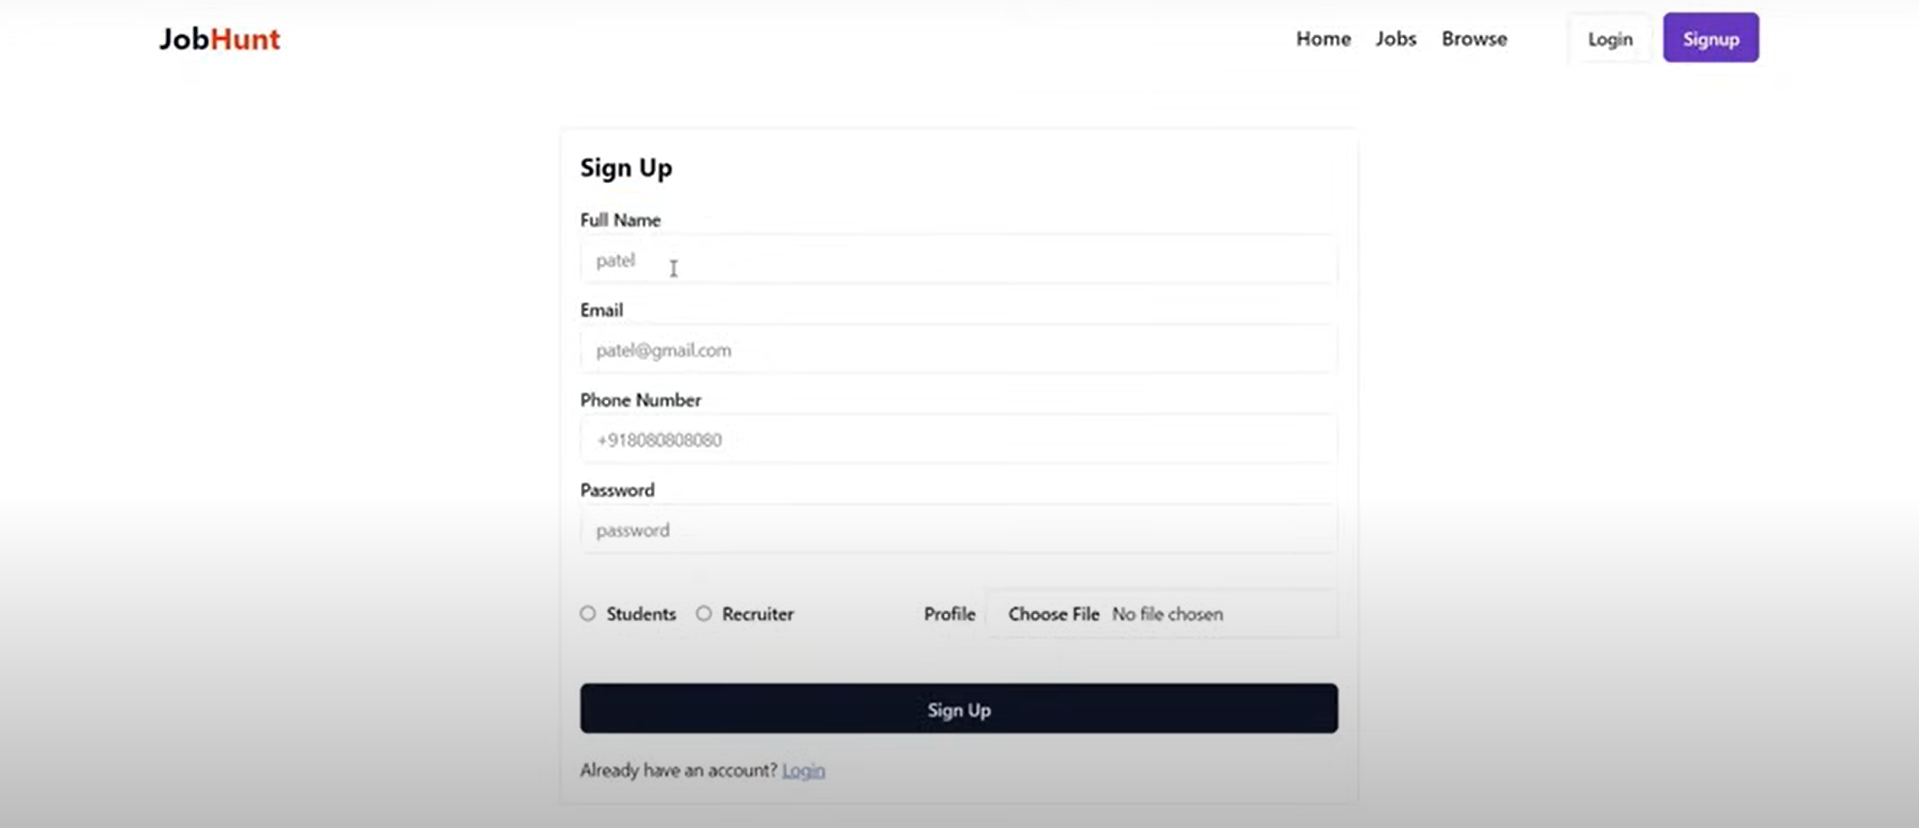 JobHunt Home Jobs Browse Login Signup
Sign Up
Full Name
patel
Email
patel@gmail.com
Phone Number
+918080808080
Password
password
Students Recruiter Profile Choose File No file chosen
Sign Up
Already have an account? Login